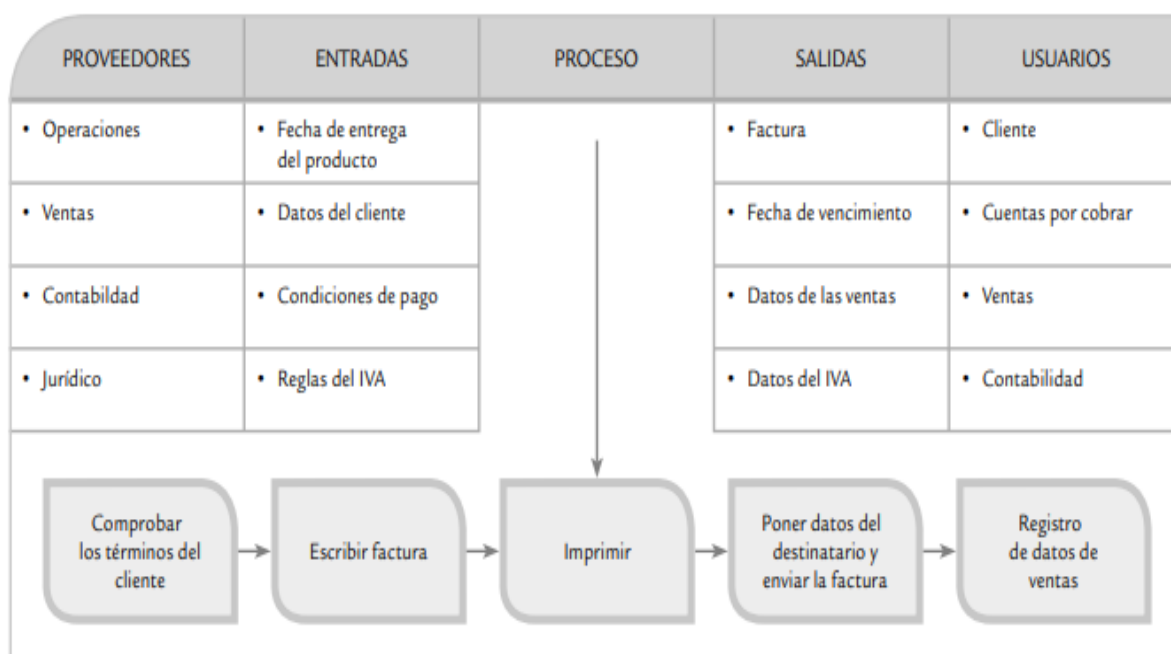 PROVEEDORES ENTRADAS PROCESO SALIDAS USUARIOS
• Operaciones
• Fecha de entrega
del producto
• Factura
• Cliente
• Ventas
• Datos del cliente
• Fecha de vencimiento
• Cuentas por cobrar
• Contabildad
• Condiciones de pago
• Datos de las ventas
• Ventas
• Jurídico
• Reglas del IVA
• Datos del IVA
• Contabilidad
Comprobar
los términos del
cliente
Escribir factura
Imprimir
Poner datos del
destinatario y
enviar la factura
Registro
de datos de
ventas